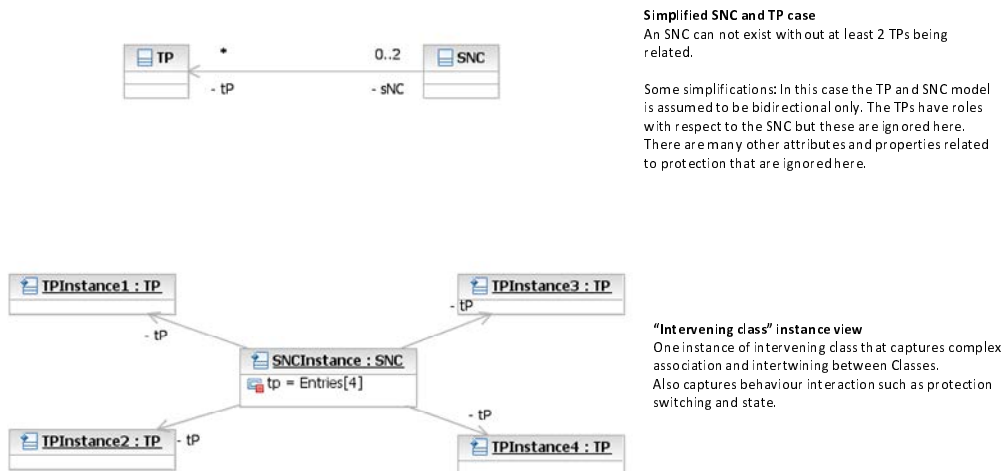 Simplified SNC and TP case
An SNC can not exist without at least 2 TPs being
related.
TP
*
0..2
SNC
- tP
- sNC
Some simplifications: In this case the TP and SNC model
is assumed to be bidirectional only. The TPs have roles
with respect to the SNC but these are ignored here.
There are many other attributes and properties related
to protection that are ignored here.
TPInstance1 : TP
TPInstance3 : TP
- tP
- tP
SNCInstance : SNC
tp = Entries[4]
"Intervening class" instance view
One instance of intervening class that captures complex
association and intertwining between Classes.
Also captures behaviour interaction such as protection
switching and state.
- tP
TPInstance2 : TP
- tP
TPInstance4 : TP